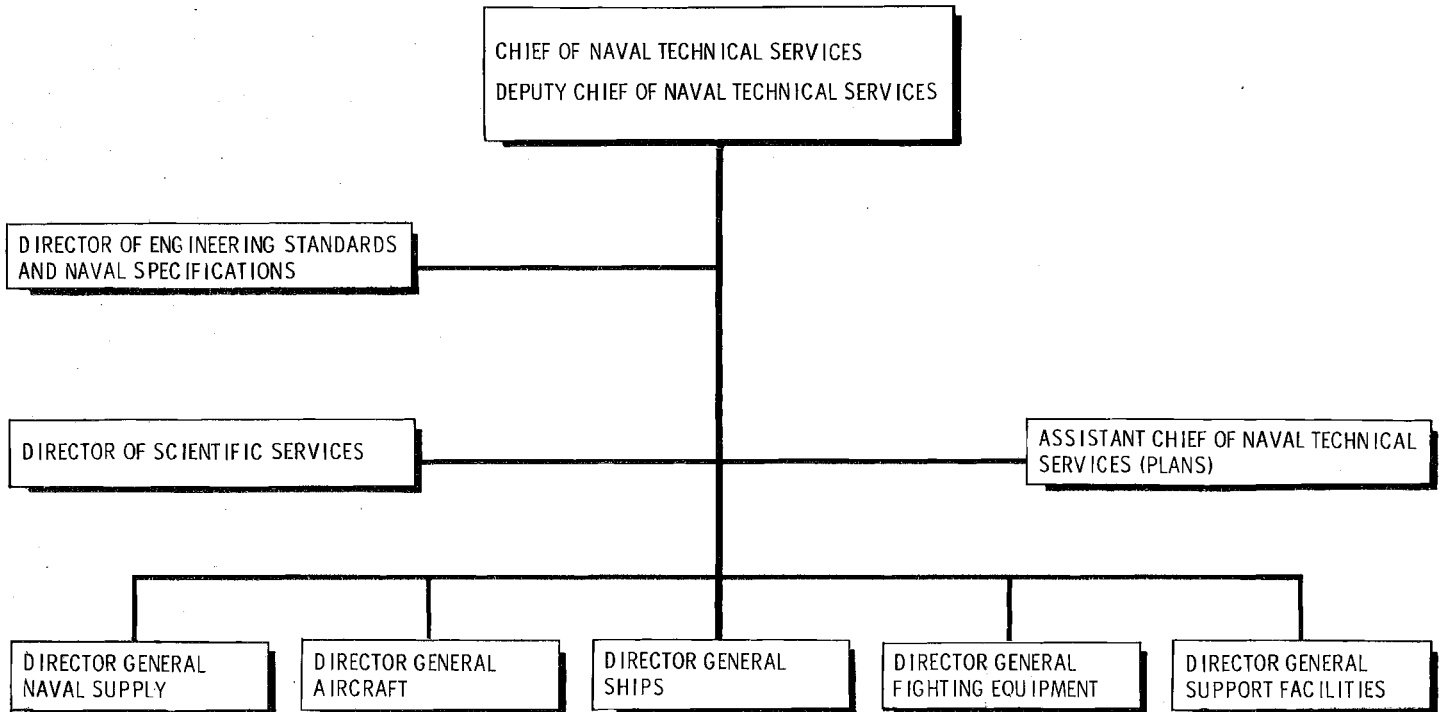 CHIEF OF NAVAL TECHNICAL SERVICES
DEPUTY CHIEF OF NAVAL TECHNICAL SERVICES
DIRECTOR OF ENGINEERING STANDARDS
AND NAVAL SPECIFICATIONS
DIRECTOR OF SCIENTIFIC SERVICES
ASSISTANT CHIEF OF NAVAL TECHNICAL
SERVICES (PLANS)
DIRECTOR GENERAL
NAVAL SUPPLY
DIRECTOR GENERAL
AIRCRAFT
DIRECTOR GENERAL
SHIPS
DIRECTOR GENERAL
FIGHTING EQUIPMENT
DIRECTOR GENERAL
SUPPORT FACILITIES